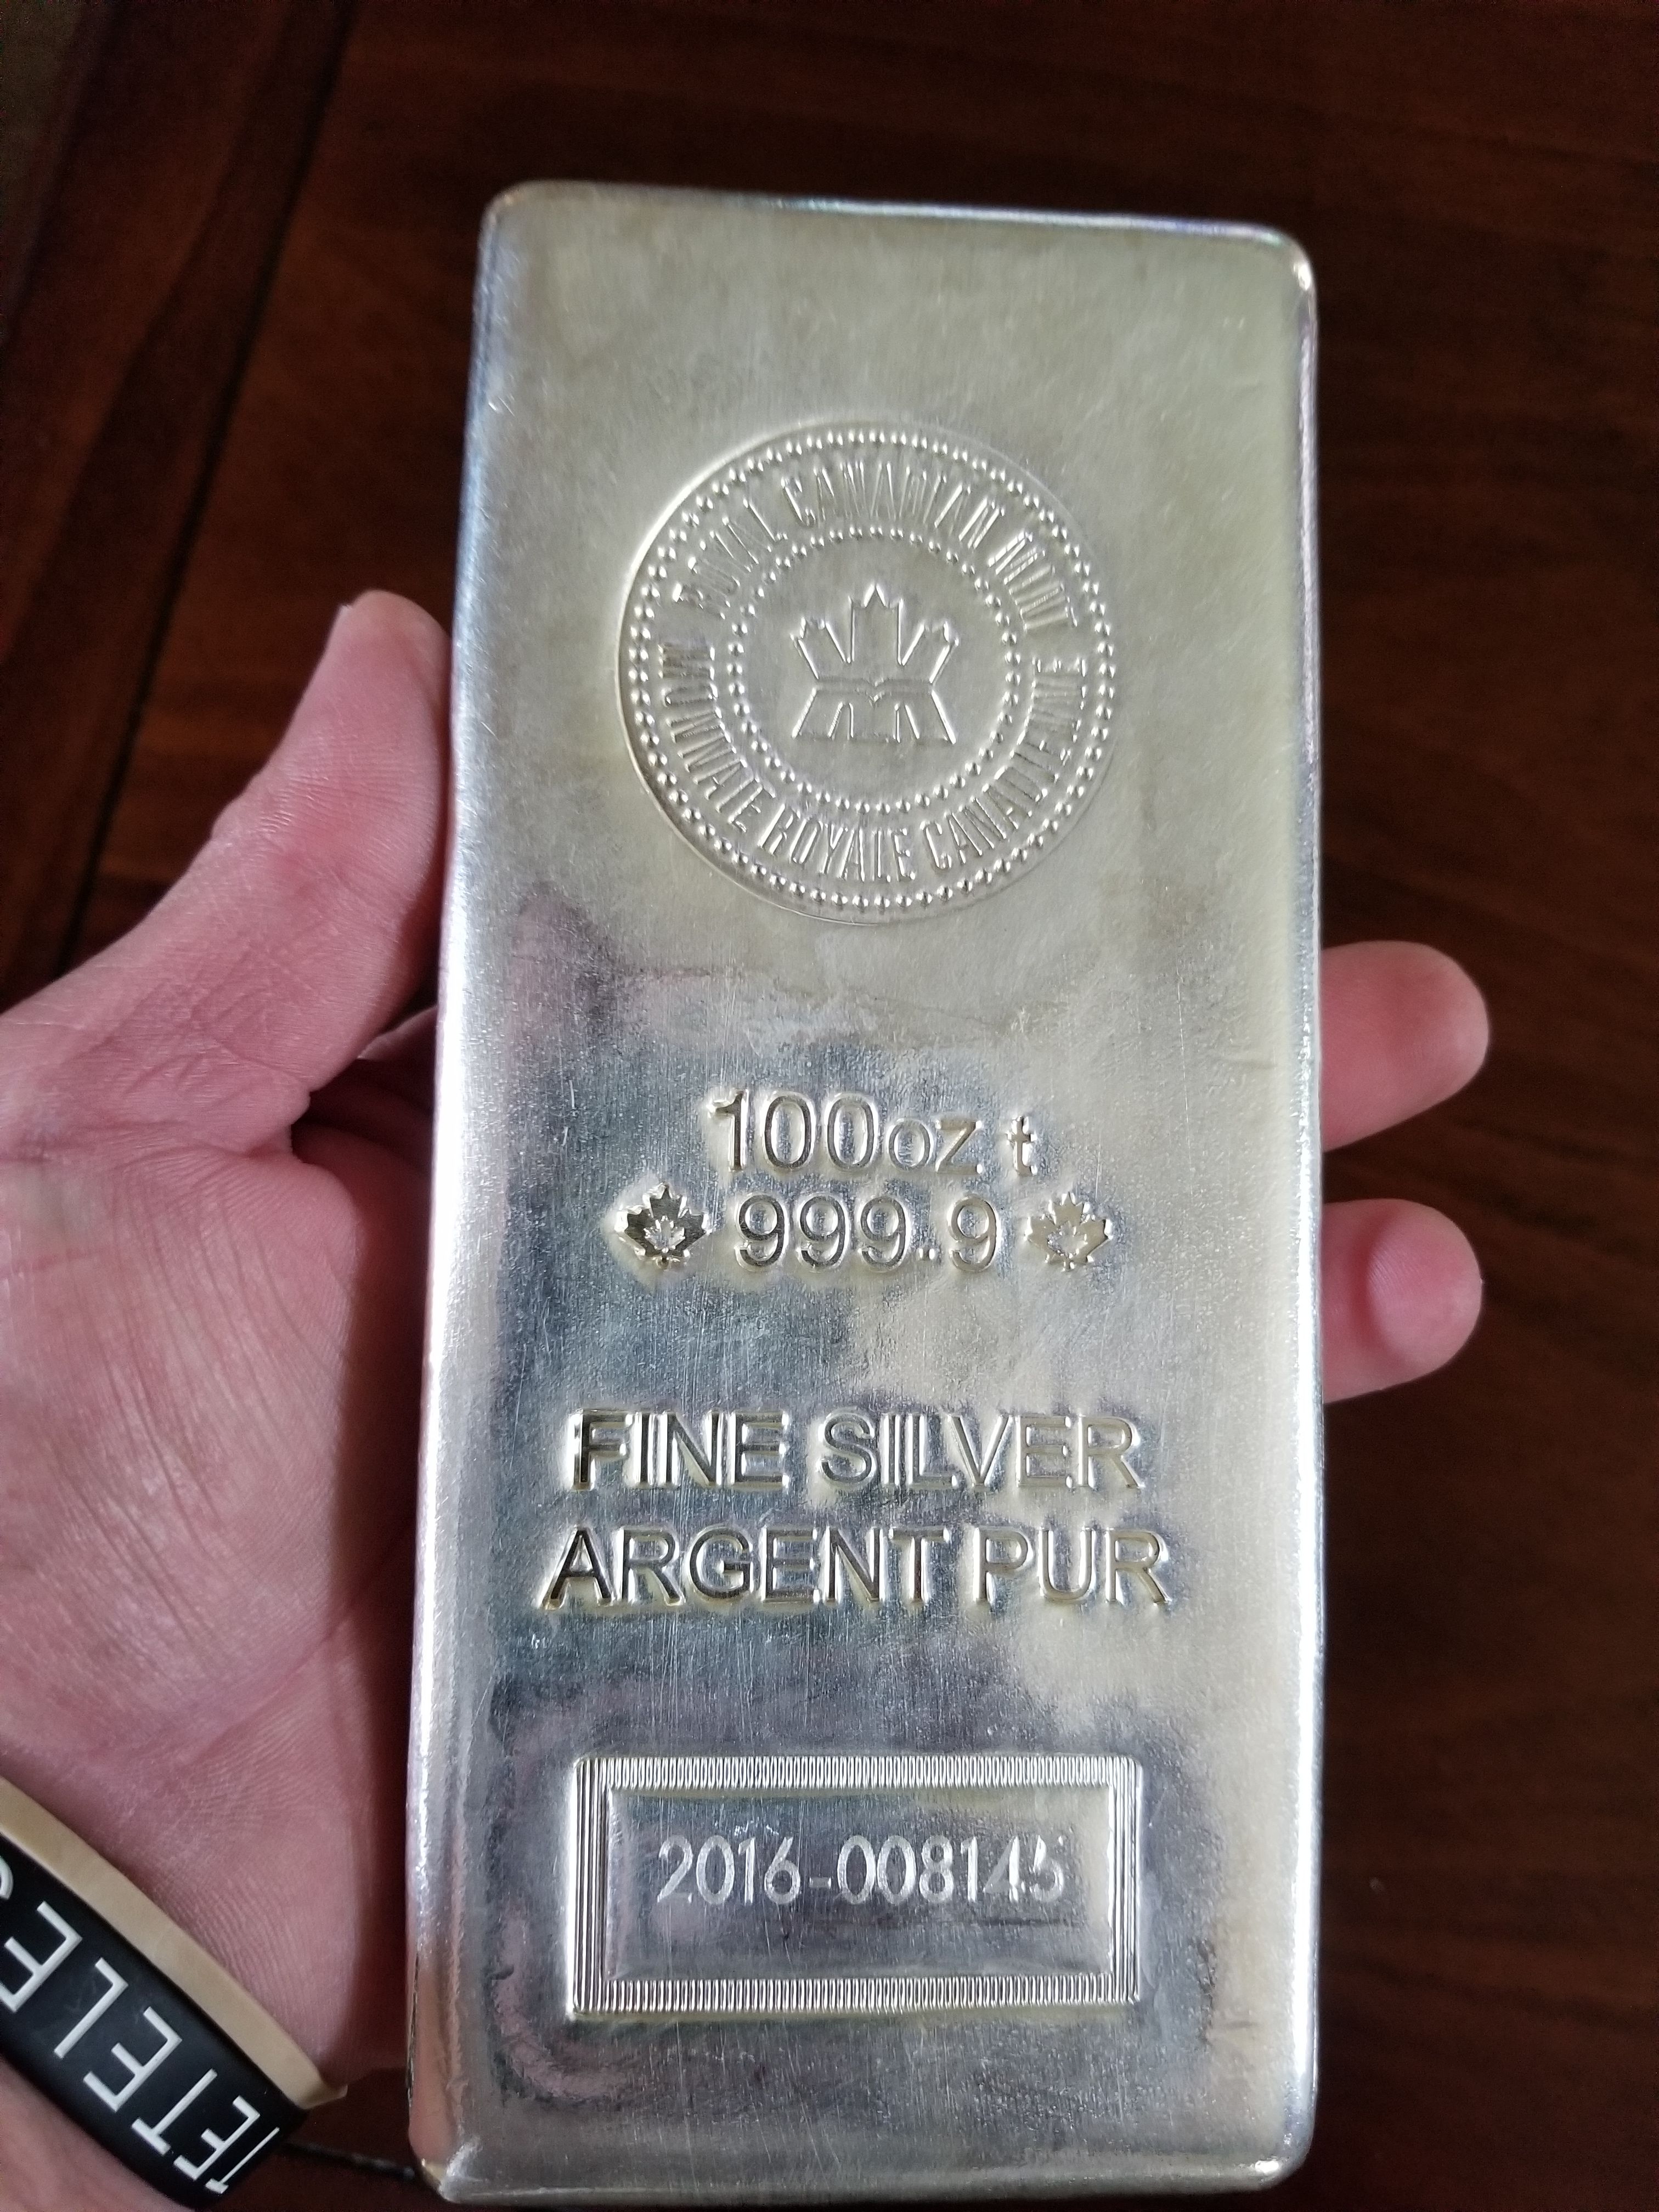 ROYAL CANADIAN MINT
MONNAIE ROYALE CANADIENNE
100oz t
999.9
FINE SILVER
ARGENT PUR
2016-008145